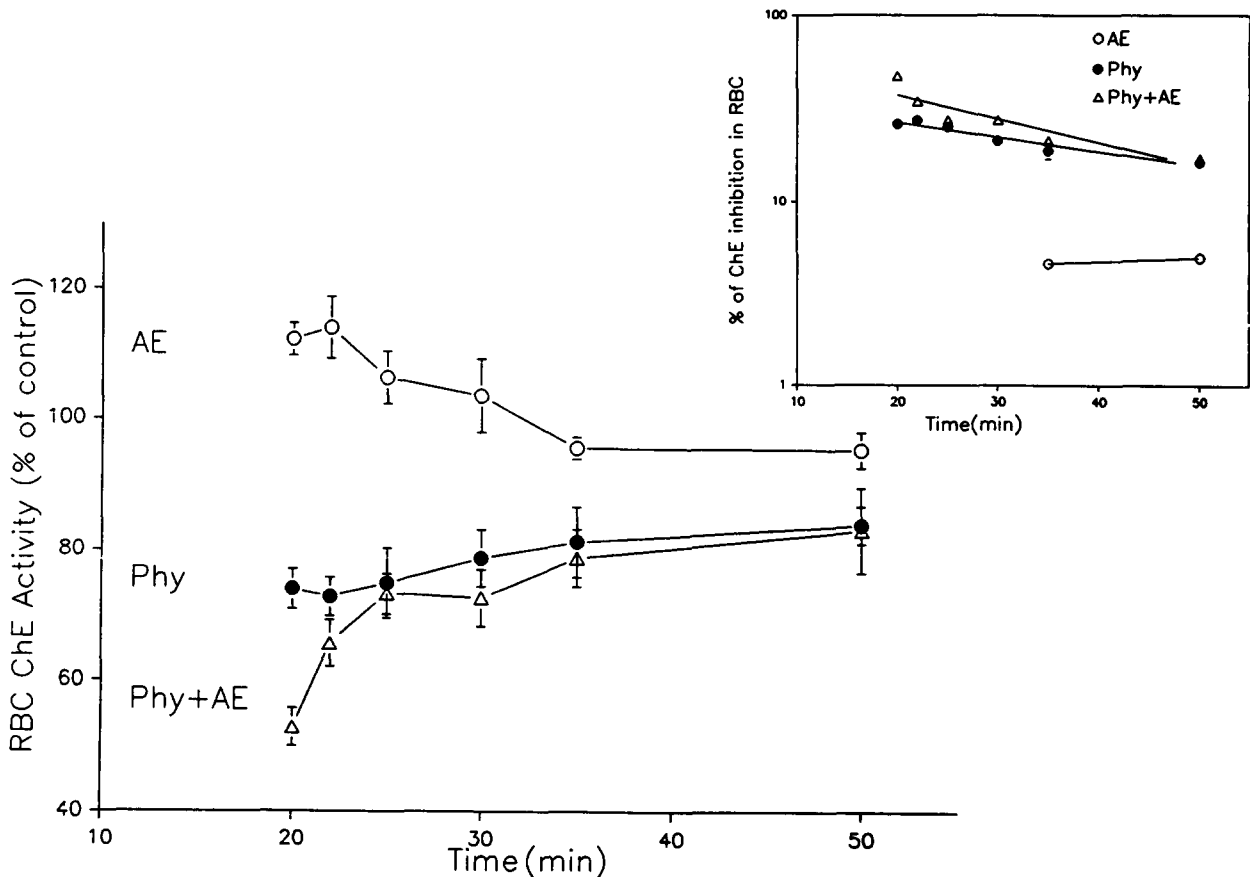 100
10
1
% of ChE inhibition in RBC
AE
Phy
Phy+AE
10 20 30 40 50
Time(min)
120
100
80
60
40
RBC ChE Activity (% of control)
AE
Phy
Phy+AE
10 20 30 40 50
Time(min)